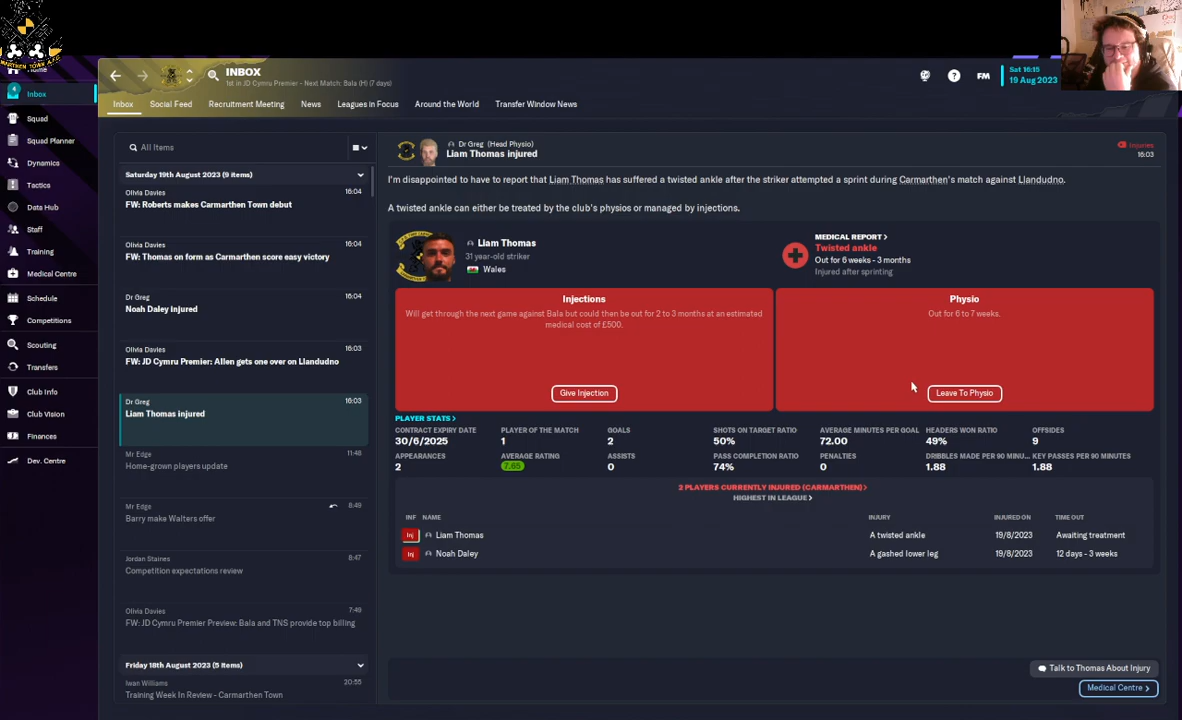 INBOX
1st in JD Cymru Premier - Next Match: Bala (H) (7 days)
FM
Sat 16:15
19 Aug 2023
Home
Inbox
Squad
Squad Planner
Dynamics
Tactics
Data Hub
Staff
Training
Medical Centre
Schedule
Competitions
Scouting
Transfers
Club Info
Club Vision
Finances
Dev. Centre
Inbox Social Feed Recruitment Meeting News Leagues in Focus Around the World Transfer Window News
All Items
Saturday 19th August 2023 (9 items)
Olivia Davies 16:04
FW: Roberts makes Carmarthen Town debut
Olivia Davies 16:04
FW: Thomas on form as Carmarthen score easy victory
Dr Greg 16:04
Noah Daley injured
Olivia Davies 16:03
FW: JD Cymru Premier: Allen gets one over on Llandudno
Dr Greg 16:03
Liam Thomas injured
Mr Edge 11:48
Home-grown players update
Mr Edge 8:49
Barry make Walters offer
Jordan Staines 8:47
Competition expectations review
Olivia Davies 7:49
FW: JD Cymru Premier Preview: Bala and TNS provide top billing
Friday 18th August 2023 (5 items)
Iwan Williams 20:55
Training Week In Review - Carmarthen Town
Dr Greg (Head Physio)
Liam Thomas injured
Injuries
16:03
I'm disappointed to have to report that Liam Thomas has suffered a twisted ankle after the striker attempted a sprint during Carmarthen's match against Llandudno.
A twisted ankle can either be treated by the club's physios or managed by injections.
Liam Thomas
31 year-old striker
Wales
MEDICAL REPORT >
Twisted ankle
Out for 6 weeks - 3 months
Injured after sprinting
Injections
Will get through the next game against Bala but could then be out for 2 to 3 months at an estimated
medical cost of £500.
Give Injection
Physio
Out for 6 to 7 weeks.
Leave To Physio
PLAYER STATS >
CONTRACT EXPIRY DATE PLAYER OF THE MATCH GOALS SHOTS ON TARGET RATIO AVERAGE MINUTES PER GOAL HEADERS WON RATIO OFFSIDES
30/6/2025 1 2 50% 72.00 49% 9
APPEARANCES AVERAGE RATING ASSISTS PASS COMPLETION RATIO PENALTIES DRIBBLES MADE PER 90 MINU... KEY PASSES PER 90 MINUTES
2 7.65 0 74% 0 1.88 1.88
2 PLAYERS CURRENTLY INJURED (CARMARTHEN) >
HIGHEST IN LEAGUE >
INF NAME INJURY INJURED ON TIME OUT
Inj Liam Thomas A twisted ankle 19/8/2023 Awaiting treatment
Inj Noah Daley A gashed lower leg 19/8/2023 12 days - 3 weeks
Talk to Thomas About Injury
Medical Centre >